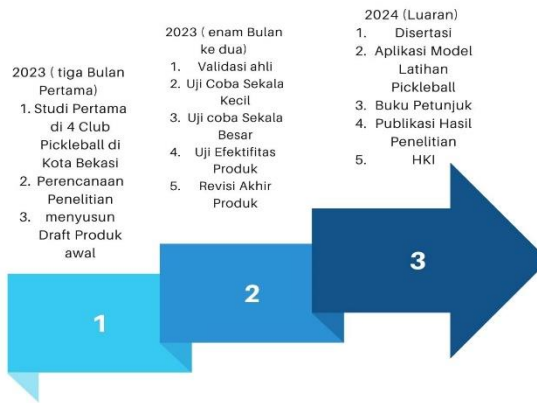 2023 ( tiga Bulan
Pertama)
1. Studi Pertama
di 4 Club
Pickleball di
Kota Bekasi
2. Perencanaan
Penelitian
3. menyusun
Draft Produk
awal
1
2023 ( enam Bulan
ke dua)
1. Validasi ahli
2. Uji Coba Sekala
Kecil
3. Uji coba Sekala
Besar
4. Uji Efektifitas
Produk
5. Revisi Akhir
Produk
2
2024 (Luaran)
1. Disertasi
2. Aplikasi Model
Latihan
Pickleball
3. Buku Petunjuk
4. Publikasi Hasil
Penelitian
5. HKI
3